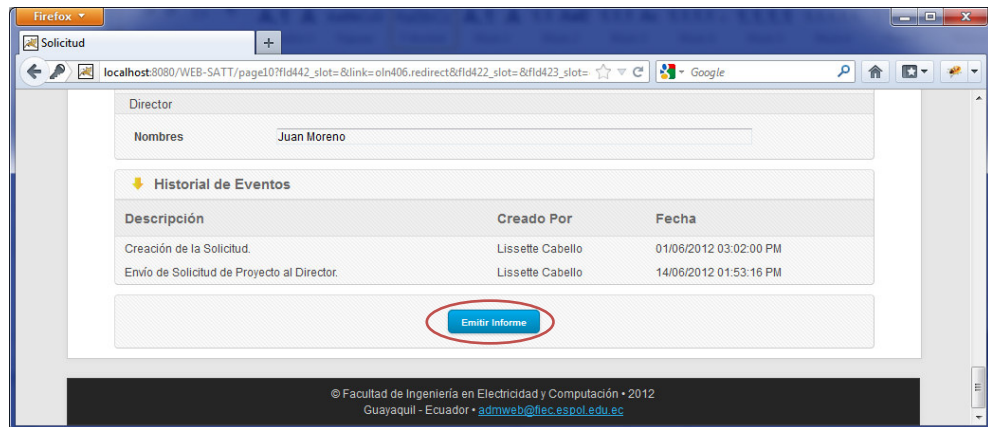 Firefox
Solicitud
+
localhost:8080/WEB-SATT/page10?fld442_slot=&link=oln406.redirect&fld422_slot=&fld423_slot=
Google
Director
Nombres Juan Moreno
Historial de Eventos
Descripción Creado Por Fecha
Creación de la Solicitud. Lissette Cabello 01/06/2012 03:02:00 PM
Envío de Solicitud de Proyecto al Director. Lissette Cabello 14/06/2012 01:53:16 PM
Emitir Informe
© Facultad de Ingeniería en Electricidad y Computación • 2012
Guayaquil - Ecuador • admweb@fiec.espol.edu.ec